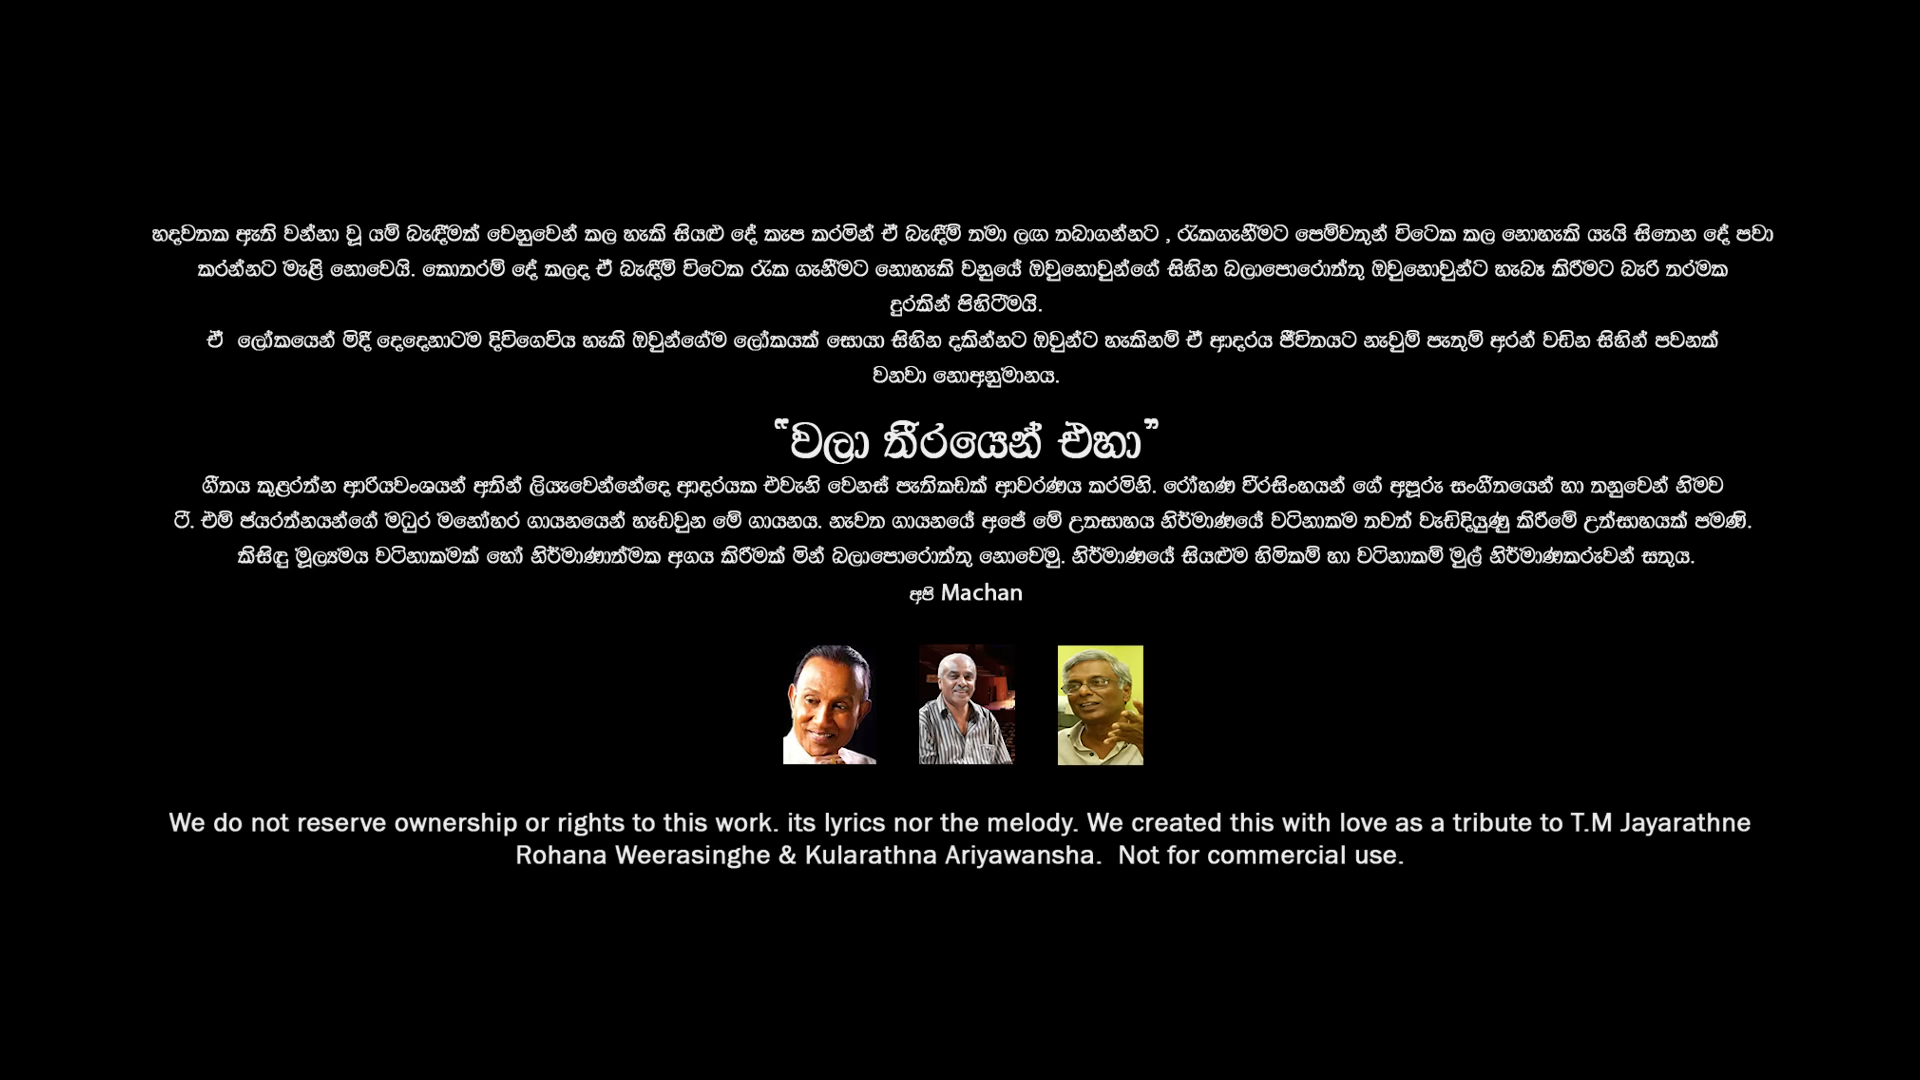 හදවතක ඇති වන්නා වූ යම් බැඳීමක් වෙනුවෙන් කල හැකි සියළු දේ කැප කරමින් ඒ බැඳීම් තමා ලඟ තබාගන්නට , රැකගැනීමට පෙම්වතුන් විටෙක කල නොහැකි යැයි සිතෙන දේ පවා
කරන්නට මැළි නොවෙයි. කොතරම් දේ කලද ඒ බැඳීම් විටෙක රැක ගැනීමට නොහැකි වනුයේ ඔවුනොවුන්ගේ සිහින බලාපොරොත්තු ඔවුනොවුන්ට හැබෑ කිරීමට බැරි තරමක
දුරකින් පිහිටීමයි.
ඒ ලෝකයෙන් මිදී දෙදෙනාටම දිවිගෙවිය හැකි ඔවුන්ගේම ලෝකයක් සොයා සිහින දකින්නට ඔවුන්ට හැකිනම් ඒ ආදරය ජීවිතයට නැවුම් පැතුම් අරන් වඩින සිහින් පවනක්
වනවා නොඅනුමානය.
“වලා තීරයෙන් එහා”
ගීතය කුළරත්න ආරියවංශයන් අතින් ලියැවෙන්නේදෙ ආදරයක එවැනි වෙනස් පැතිකඩක් ආවරණය කරමිනි. රෝහණ වීරසිංහයන් ගේ අපූරු සංගීතයෙන් හා තනුවෙන් නිමව
ටී. එම් ජයරත්නයන්ගේ මධුර මනෝහර ගායනයෙන් හැඩවුන මේ ගායනය. නැවත ගායනයේ අපේ මේ උතසාහය නිර්මාණයේ වටිනාකම තවත් වැඩිදියුණු කිරීමේ උත්සාහයක් පමණි.
කිසිඳු මූල්‍යමය වටිනාකමක් හෝ නිර්මාණාත්මක අගය කිරීමක් මින් බලාපොරොත්තු නොවෙමු. නිර්මාණයේ සියළුම හිමිකම් හා වටිනාකම් මුල් නිර්මාණකරුවන් සතුය.
අපි Machan
We do not reserve ownership or rights to this work. its lyrics nor the melody. We created this with love as a tribute to T.M Jayarathne
Rohana Weerasinghe & Kularathna Ariyawansha.  Not for commercial use.